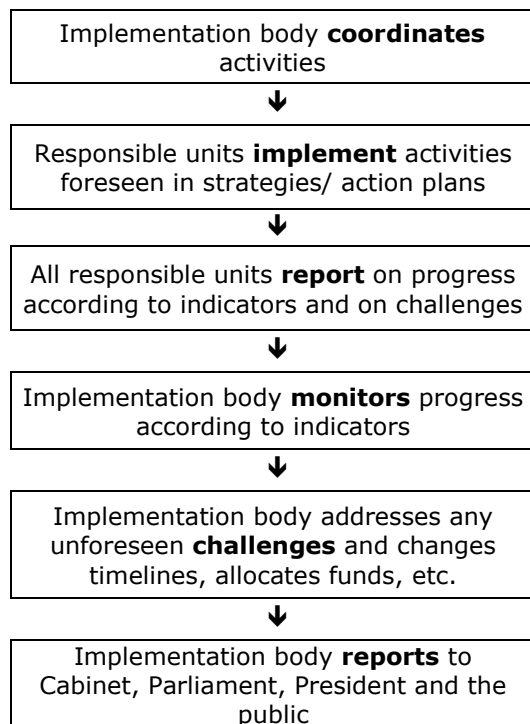 Implementation body coordinates
activities
Responsible units implement activities
foreseen in strategies/ action plans
All responsible units report on progress
according to indicators and on challenges
Implementation body monitors progress
according to indicators
Implementation body addresses any
unforeseen challenges and changes
timelines, allocates funds, etc.
Implementation body reports to
Cabinet, Parliament, President and the
public